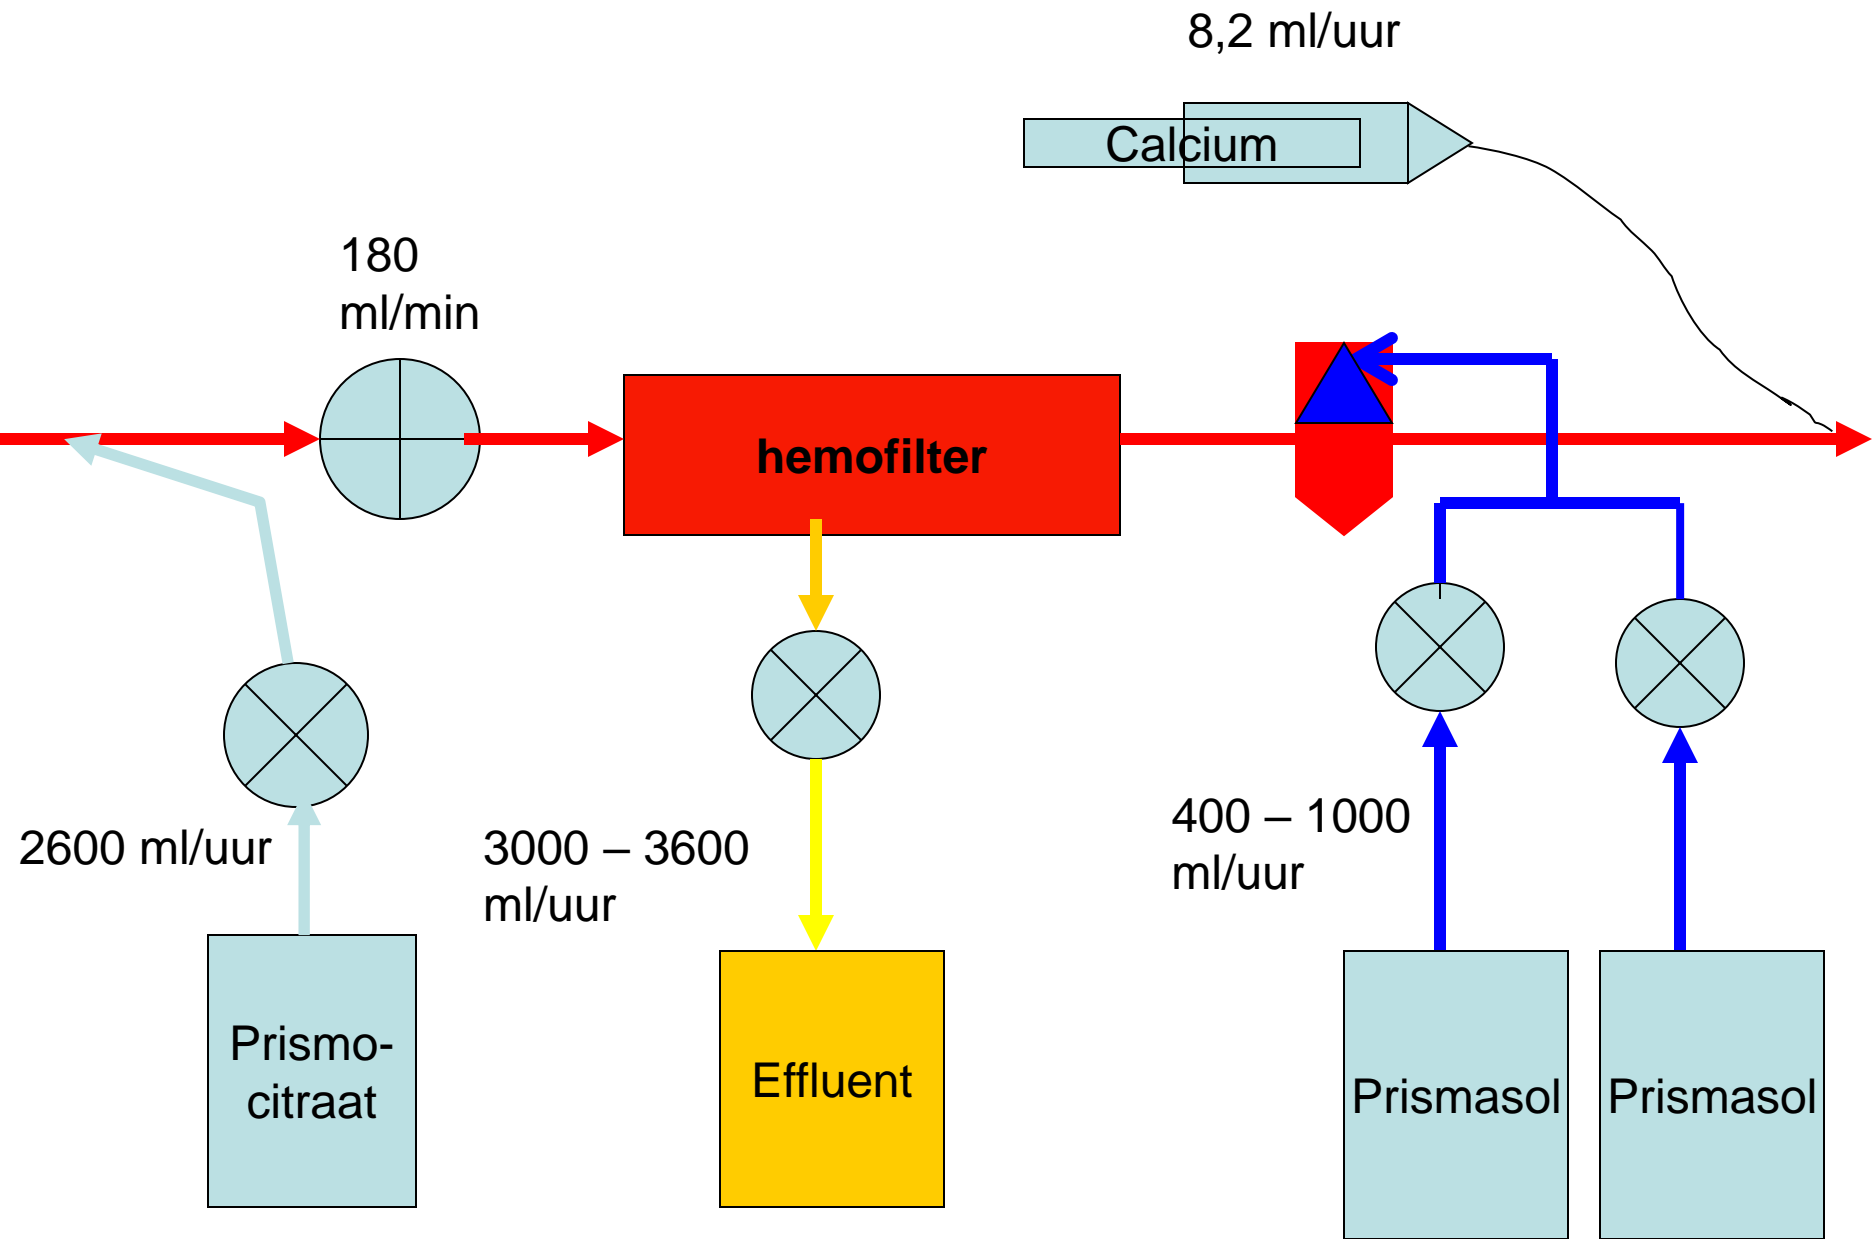 8,2 ml/uur
Calcium
180
ml/min
hemofilter
2600 ml/uur
3000 – 3600
ml/uur
400 – 1000
ml/uur
Prismo-
citraat
Effluent
Prismasol
Prismasol